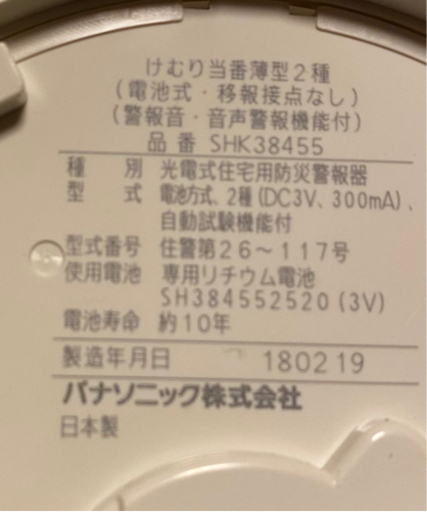 けむり当番薄型2種
(電池式・移報接点なし)
(警報音・音声警報機能付)
品番 SHK38455
種別 光電式住宅用防災警報器
型式 電池方式、2種(DC3V、300mA)、
自動試験機能付
型式番号 住警第26～117号
使用電池 専用リチウム電池
SH384552520(3V)
電池寿命 約10年
製造年月日 180219
パナソニック株式会社
日本製